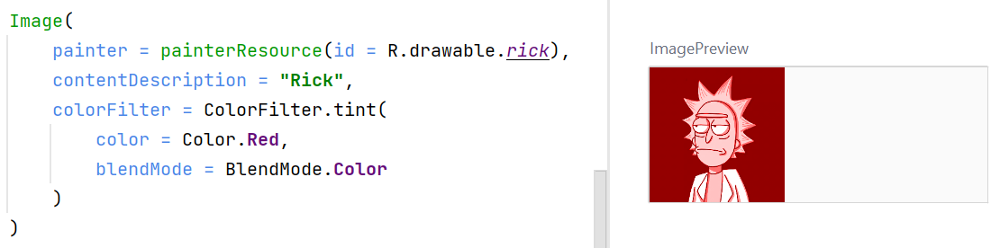 Image(
    painter = painterResource(id = R.drawable.rick),
    contentDescription = "Rick",
    colorFilter = ColorFilter.tint(
        color = Color.Red,
        blendMode = BlendMode.Color
    )
)
ImagePreview